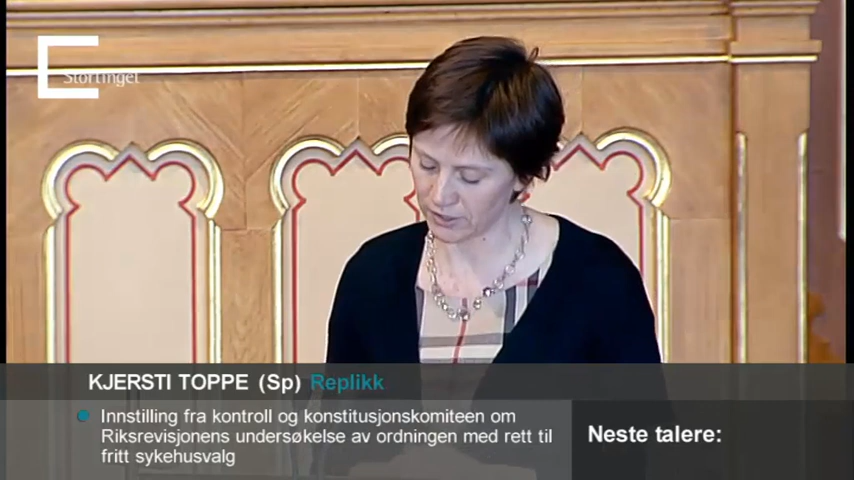 Stortinget
KJERSTI TOPPE (Sp) Replikk
Innstilling fra kontroll og konstitusjonskomiteen om
Riksrevisjonens undersøkelse av ordningen med rett til
fritt sykehusvalg
Neste talere: